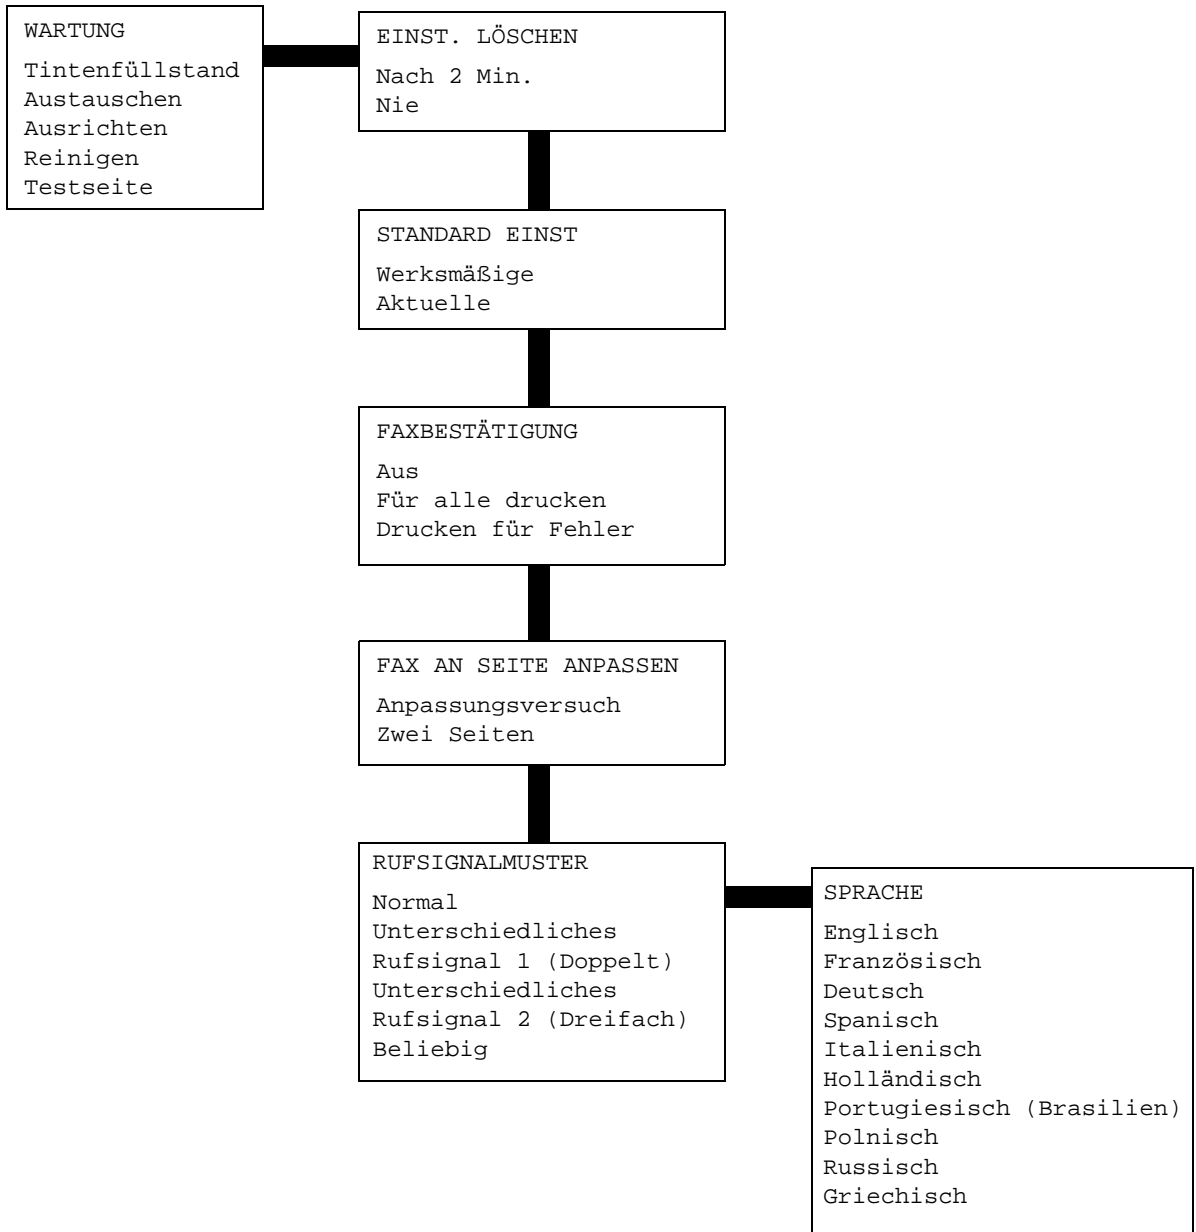 WARTUNG
Tintenfüllstand
Austauschen
Ausrichten
Reinigen
Testseite
EINST. LÖSCHEN
Nach 2 Min.
Nie
STANDARD EINST
Werksmäßige
Aktuelle
FAXBESTÄTIGUNG
Aus
Für alle drucken
Drucken für Fehler
FAX AN SEITE ANPASSEN
Anpassungsversuch
Zwei Seiten
RUFSIGNALMUSTER
Normal
Unterschiedliches
Rufsignal 1 (Doppelt)
Unterschiedliches
Rufsignal 2 (Dreifach)
Beliebig
SPRACHE
Englisch
Französisch
Deutsch
Spanisch
Italienisch
Holländisch
Portugiesisch (Brasilien)
Polnisch
Russisch
Griechisch